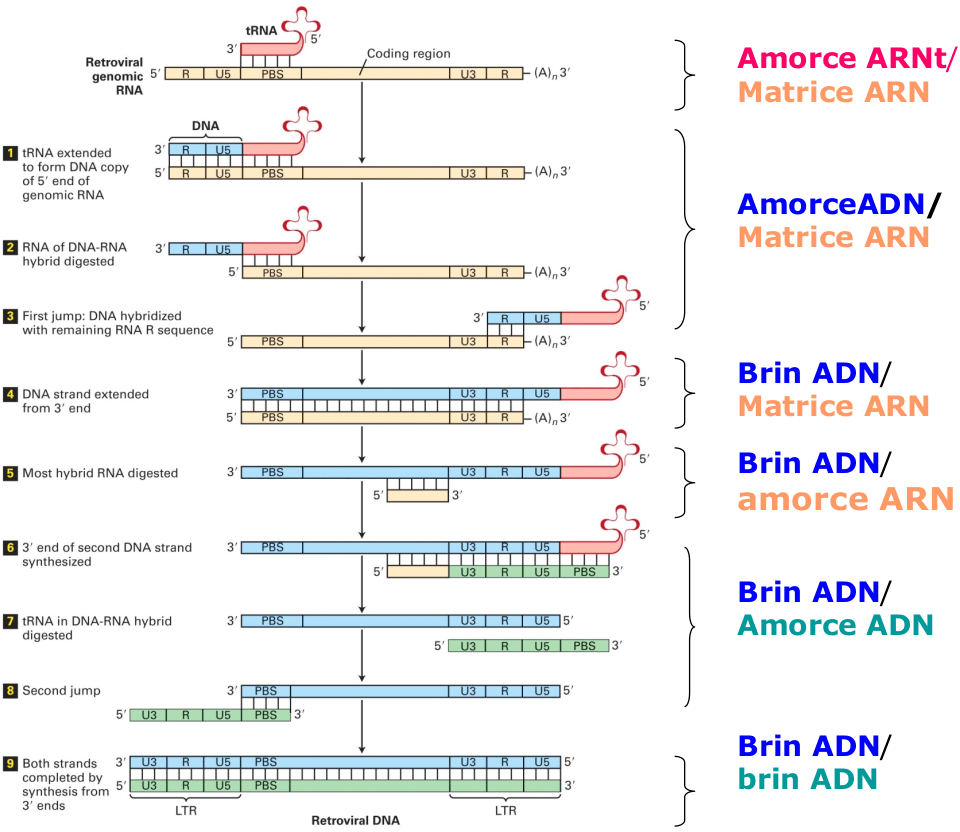 tRNA
3′
5′
Retroviral
genomic
RNA
Coding region
5′ R U5 PBS U3 R (A)n 3′
Amorce ARNt/
Matrice ARN
DNA
3′ R U5
5′ R U5 PBS U3 R (A)n 3′
1 tRNA extended
to form DNA copy
of 5′ end of
genomic RNA
AmorceADN/
Matrice ARN
2 RNA of DNA-RNA
hybrid digested
3′ R U5
5′ PBS U3 R (A)n 3′
3 First jump: DNA hybridized
with remaining RNA R sequence
3′ R U5 5′
5′ PBS U3 R (A)n 3′
4 DNA strand extended
from 3′ end
3′ PBS U3 R U5 5′
3′ PBS U3 R (A)n 3′
Brin ADN/
Matrice ARN
5 Most hybrid RNA digested
3′ PBS U3 R U5 5′
5′ 3′
Brin ADN/
amorce ARN
6 3′ end of second DNA strand
synthesized
3′ PBS U3 R U5 5′
5′ U3 R U5 PBS 3′
Brin ADN/
Amorce ADN
7 tRNA in DNA-RNA hybrid
digested
3′ PBS U3 R U5 5′
5′ U3 R U5 PBS 3′
8 Second jump
3′ PBS U3 R U5 5′
5′ U3 R U5 PBS 3′
9 Both strands
completed by
synthesis from
3′ ends
3′ U3 R U5 PBS U3 R U5 5′
5′ U3 R U5 PBS U3 R U5 3′
LTR LTR
Retroviral DNA
Brin ADN/
brin ADN